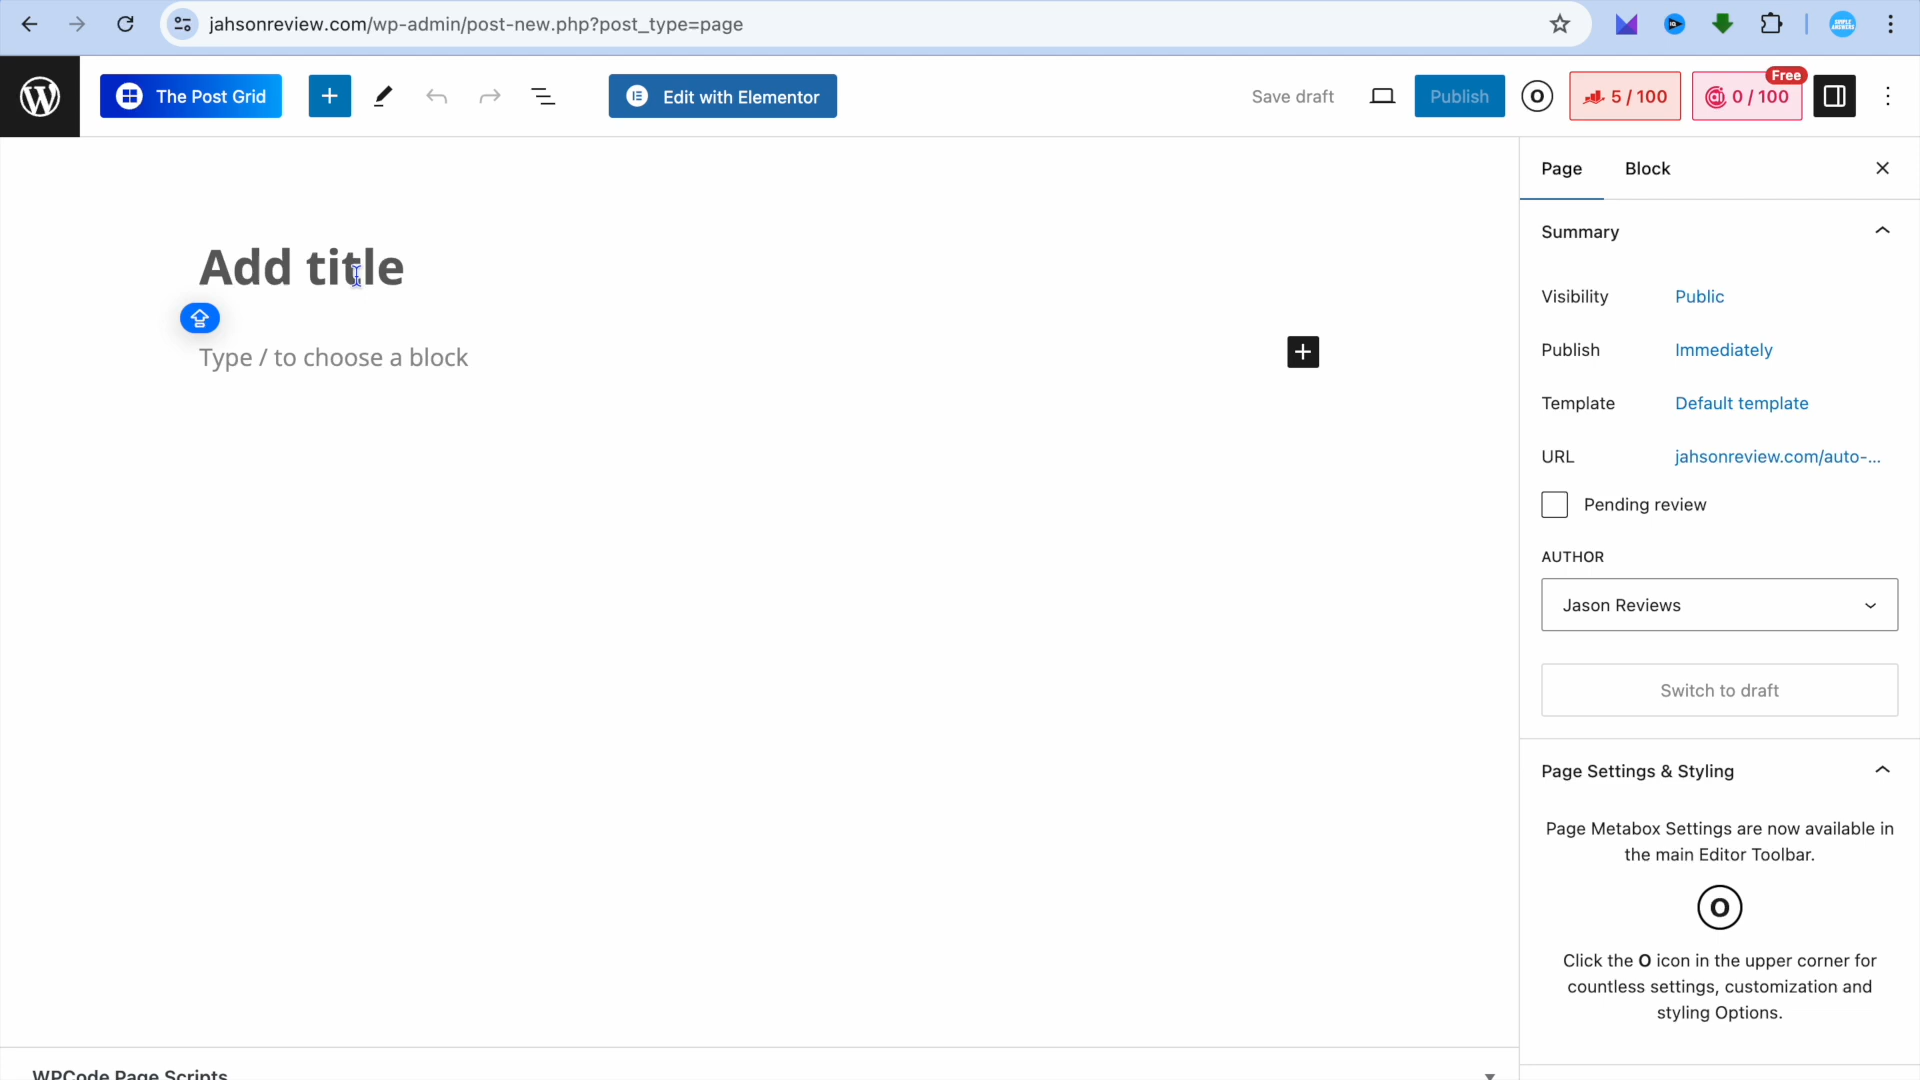 jahsonreview.com/wp-admin/post-new.php?post_type=page
The Post Grid
Edit with Elementor
Save draft
Publish
O
5 / 100
0 / 100
Free
Page
Block
Add title
Type / to choose a block
Summary
Visibility
Public
Publish
Immediately
Template
Default template
URL
jahsonreview.com/auto-...
Pending review
AUTHOR
Jason Reviews
Switch to draft
Page Settings & Styling
Page Metabox Settings are now available in
the main Editor Toolbar.
O
Click the O icon in the upper corner for
countless settings, customization and
styling Options.
WPCode Page Scripts